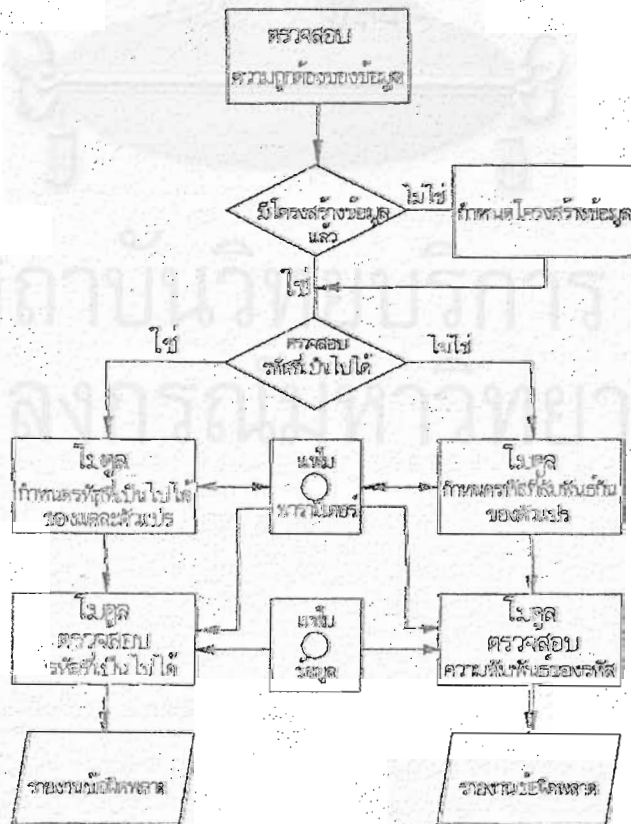 ตรวจสอบ
ความถูกต้องของข้อมูล
มีโครงสร้างข้อมูล
แล้ว
ไม่ใช่
กำหนดโครงสร้างข้อมูล
ใช่
ตรวจสอบ
รหัสที่เป็นไปได้
ใช่
ไม่ใช่
โมดูล
กำหนดรหัสที่เป็นไปได้
ของแต่ละตัวแปร
แฟ้ม
พารามิเตอร์
โมดูล
กำหนดรหัสที่สัมพันธ์กัน
ของตัวแปร
โมดูล
ตรวจสอบ
รหัสที่เป็นไปได้
แฟ้ม
ข้อมูล
โมดูล
ตรวจสอบ
ความสัมพันธ์ของรหัส
รายงานข้อผิดพลาด
รายงานข้อผิดพลาด